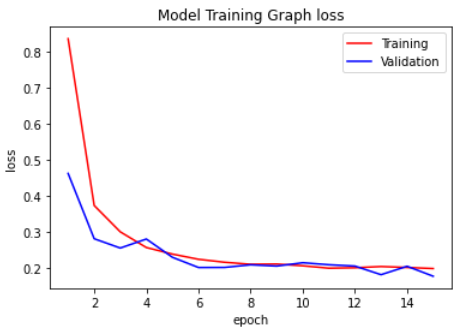 Model Training Graph loss
Training
Validation
0.8
0.7
0.6
0.5
0.4
0.3
0.2
loss
2 4 6 8 10 12 14
epoch